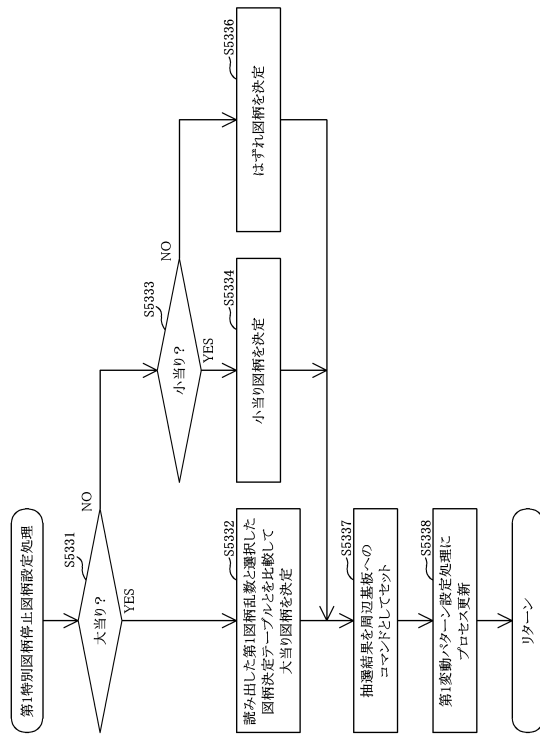 第1特別図柄停止図柄設定処理
S5331
大当り？
NO
YES
S5333
小当り？
NO
YES
S5332
読み出した第1図柄乱数と選択した
図柄決定テーブルとを比較して
大当り図柄を決定
S5334
小当り図柄を決定
S5336
はずれ図柄を決定
S5337
抽選結果を周辺基板への
コマンドとしてセット
S5338
第1変動パターン設定処理に
プロセス更新
リターン